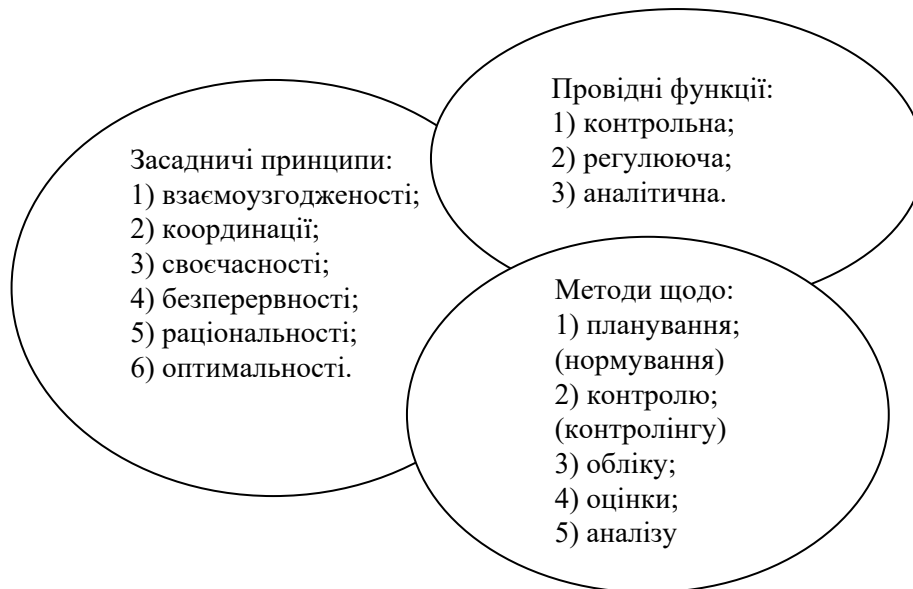 Засадничі принципи:
1) взаємоузгодженості;
2) координації;
3) своєчасності;
4) безперервності;
5) раціональності;
6) оптимальності.
Провідні функції:
1) контрольна;
2) регулююча;
3) аналітична.
Методи щодо:
1) планування;
(нормування)
2) контролю;
(контролінгу)
3) обліку;
4) оцінки;
5) аналізу